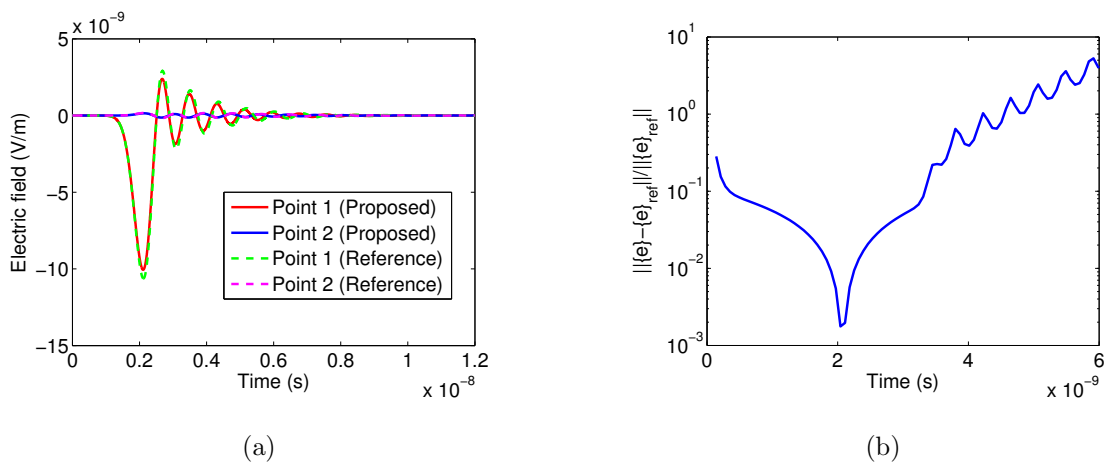 x 10^-9
5
0
−5
−10
−15
Electric field (V/m)
Point 1 (Proposed)
Point 2 (Proposed)
Point 1 (Reference)
Point 2 (Reference)
0 0.2 0.4 0.6 0.8 1 1.2
Time (s)
x 10^-8
(a)
10^1
10^0
10^-1
10^-2
10^-3
||{e}−{e}_ref||/||{e}_ref||
0 2 4 6
Time (s)
x 10^-9
(b)